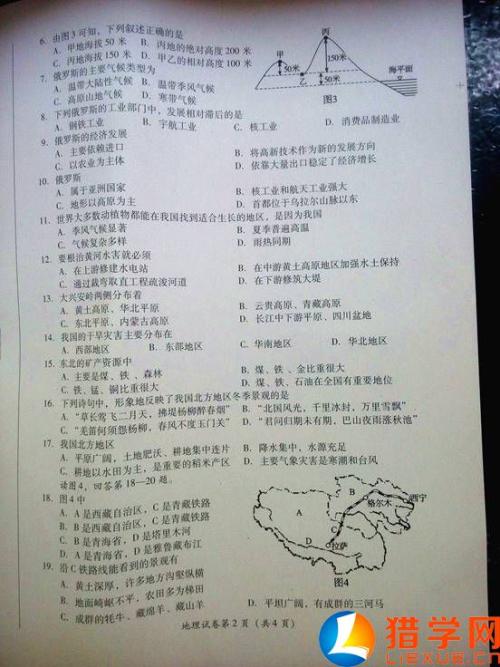 6. 由图3可知,下列叙述正确的是
A. 甲地海拔50米 B. 丙地的绝对高度200米
C. 丙地海拔150米 D. 甲乙的相对高度100米
7. 俄罗斯的主要气候类型为
A. 温带大陆性气候 B. 温带季风气候
C. 高原山地气候 D. 寒带气候
甲
丙
乙
50米
150米
50米
海平面
图3
8. 下列俄罗斯的工业部门中,发展相对滞后的是
A. 钢铁工业 B. 宇航工业 C. 核工业 D. 消费品制造业
9. 俄罗斯的经济发展
A. 主要依赖进口 B. 将高新技术作为新的发展方向
C. 以农业为主体 D. 依靠大量出口稳定了经济增长
10. 俄罗斯
A. 属于亚洲国家 B. 核工业和航天工业强大
C. 地形以高原为主 D. 首都位于乌拉尔山脉以东
11. 世界大多数动植物都能在我国找到适合生长的地区,是因为我国
A. 季风气候显著 B. 夏季普遍高温
C. 气候复杂多样 D. 雨热同期
12. 要根治黄河水害就必须
A. 在上游修建水电站 B. 在中游黄土高原地区加强水土保持
C. 通过裁弯取直工程疏浚河道 D. 在下游修筑大堤
13. 大兴安岭两侧分布着
A. 黄土高原、华北平原 B. 云贵高原、青藏高原
C. 东北平原、内蒙古高原 D. 长江中下游平原、四川盆地
14. 我国的干旱灾害主要分布在
A. 西部地区 B. 东部地区 C. 华南地区 D. 华北地区
15. 东北的矿产资源中
A. 主要是煤、铁、森林 B. 煤、铁、金比重很大
C. 铁、锰、铜比重很大 D. 煤、铁、石油在全国有重要地位
16. 下列诗句中,形象地反映了我国北方地区冬季景观的是
A. “草长莺飞二月天,拂堤杨柳醉春烟” B. “北国风光,千里冰封,万里雪飘”
C. “羌笛何须怨杨柳,春风不度玉门关” D. “君问归期未有期,巴山夜雨涨秋池”
17. 我国北方地区
A. 平原广阔,土地肥沃、耕地集中连片 B. 降水集中,水源充足
C. 耕地以水田为主,是重要的稻米产区 D. 主要气象灾害是寒潮和台风
读图4,回答第18—20题。
18. 图4中
A. A是西藏自治区,C是青藏铁路
B. B是西藏自治区,C是青藏铁路
C. B是青海省,D是湟水河
D. A是青海省,D是雅鲁藏布江
A
B
C
D
格尔木
西宁
拉萨
图4
19. 沿C铁路线能看到的景观有
A. 黄土深厚,许多地方沟壑纵横
B. 地面崎岖不平,农田多为梯田
C. 成群的牦牛、藏绵羊、藏山羊 D. 平坦广阔,有成群的三河马
地理试卷第2页(共4页)
猎学网
LIEXUE.CN